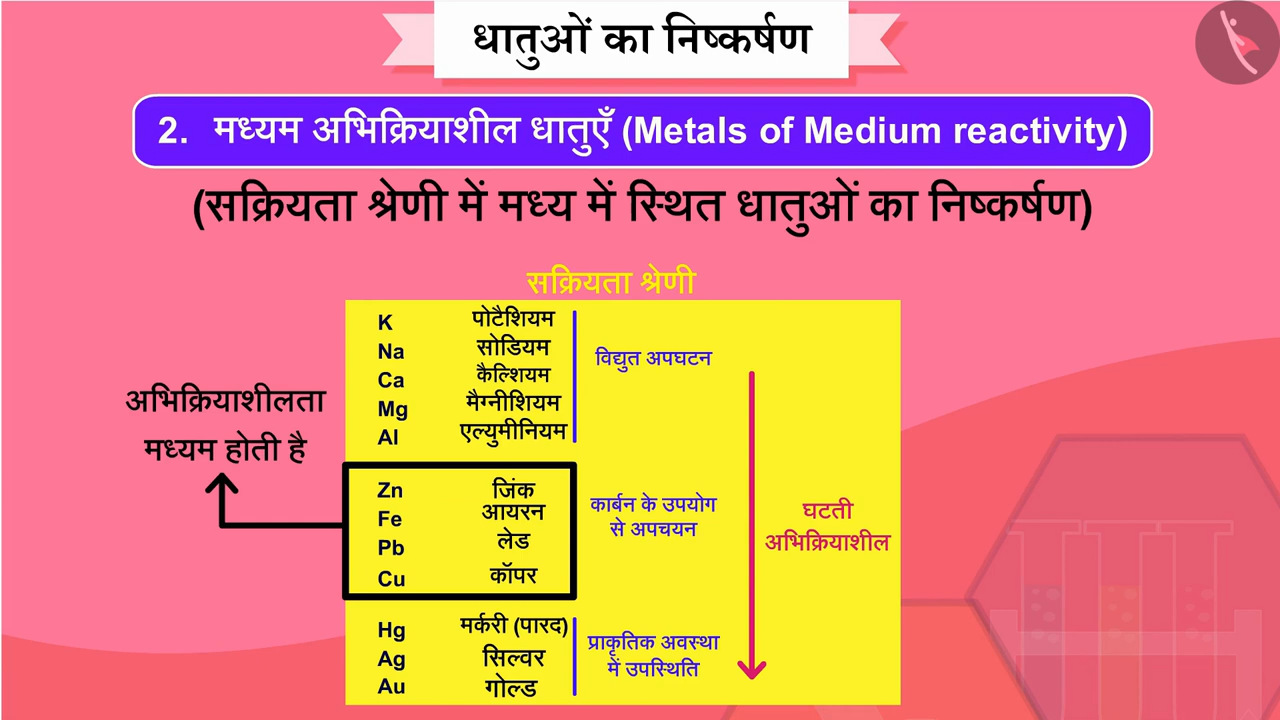 धातुओं का निष्कर्षण
2. मध्यम अभिक्रियाशील धातुएँ (Metals of Medium reactivity)
(सक्रियता श्रेणी में मध्य में स्थित धातुओं का निष्कर्षण)
सक्रियता श्रेणी
K पोटैशियम
Na सोडियम
Ca कैल्शियम
Mg मैग्नीशियम
Al एल्युमीनियम
विद्युत अपघटन
अभिक्रियाशीलता
मध्यम होती है
Zn जिंक
Fe आयरन
Pb लेड
Cu कॉपर
कार्बन के उपयोग
से अपचयन
घटती
अभिक्रियाशील
Hg मर्करी (पारद)
Ag सिल्वर
Au गोल्ड
प्राकृतिक अवस्था
में उपस्थिति